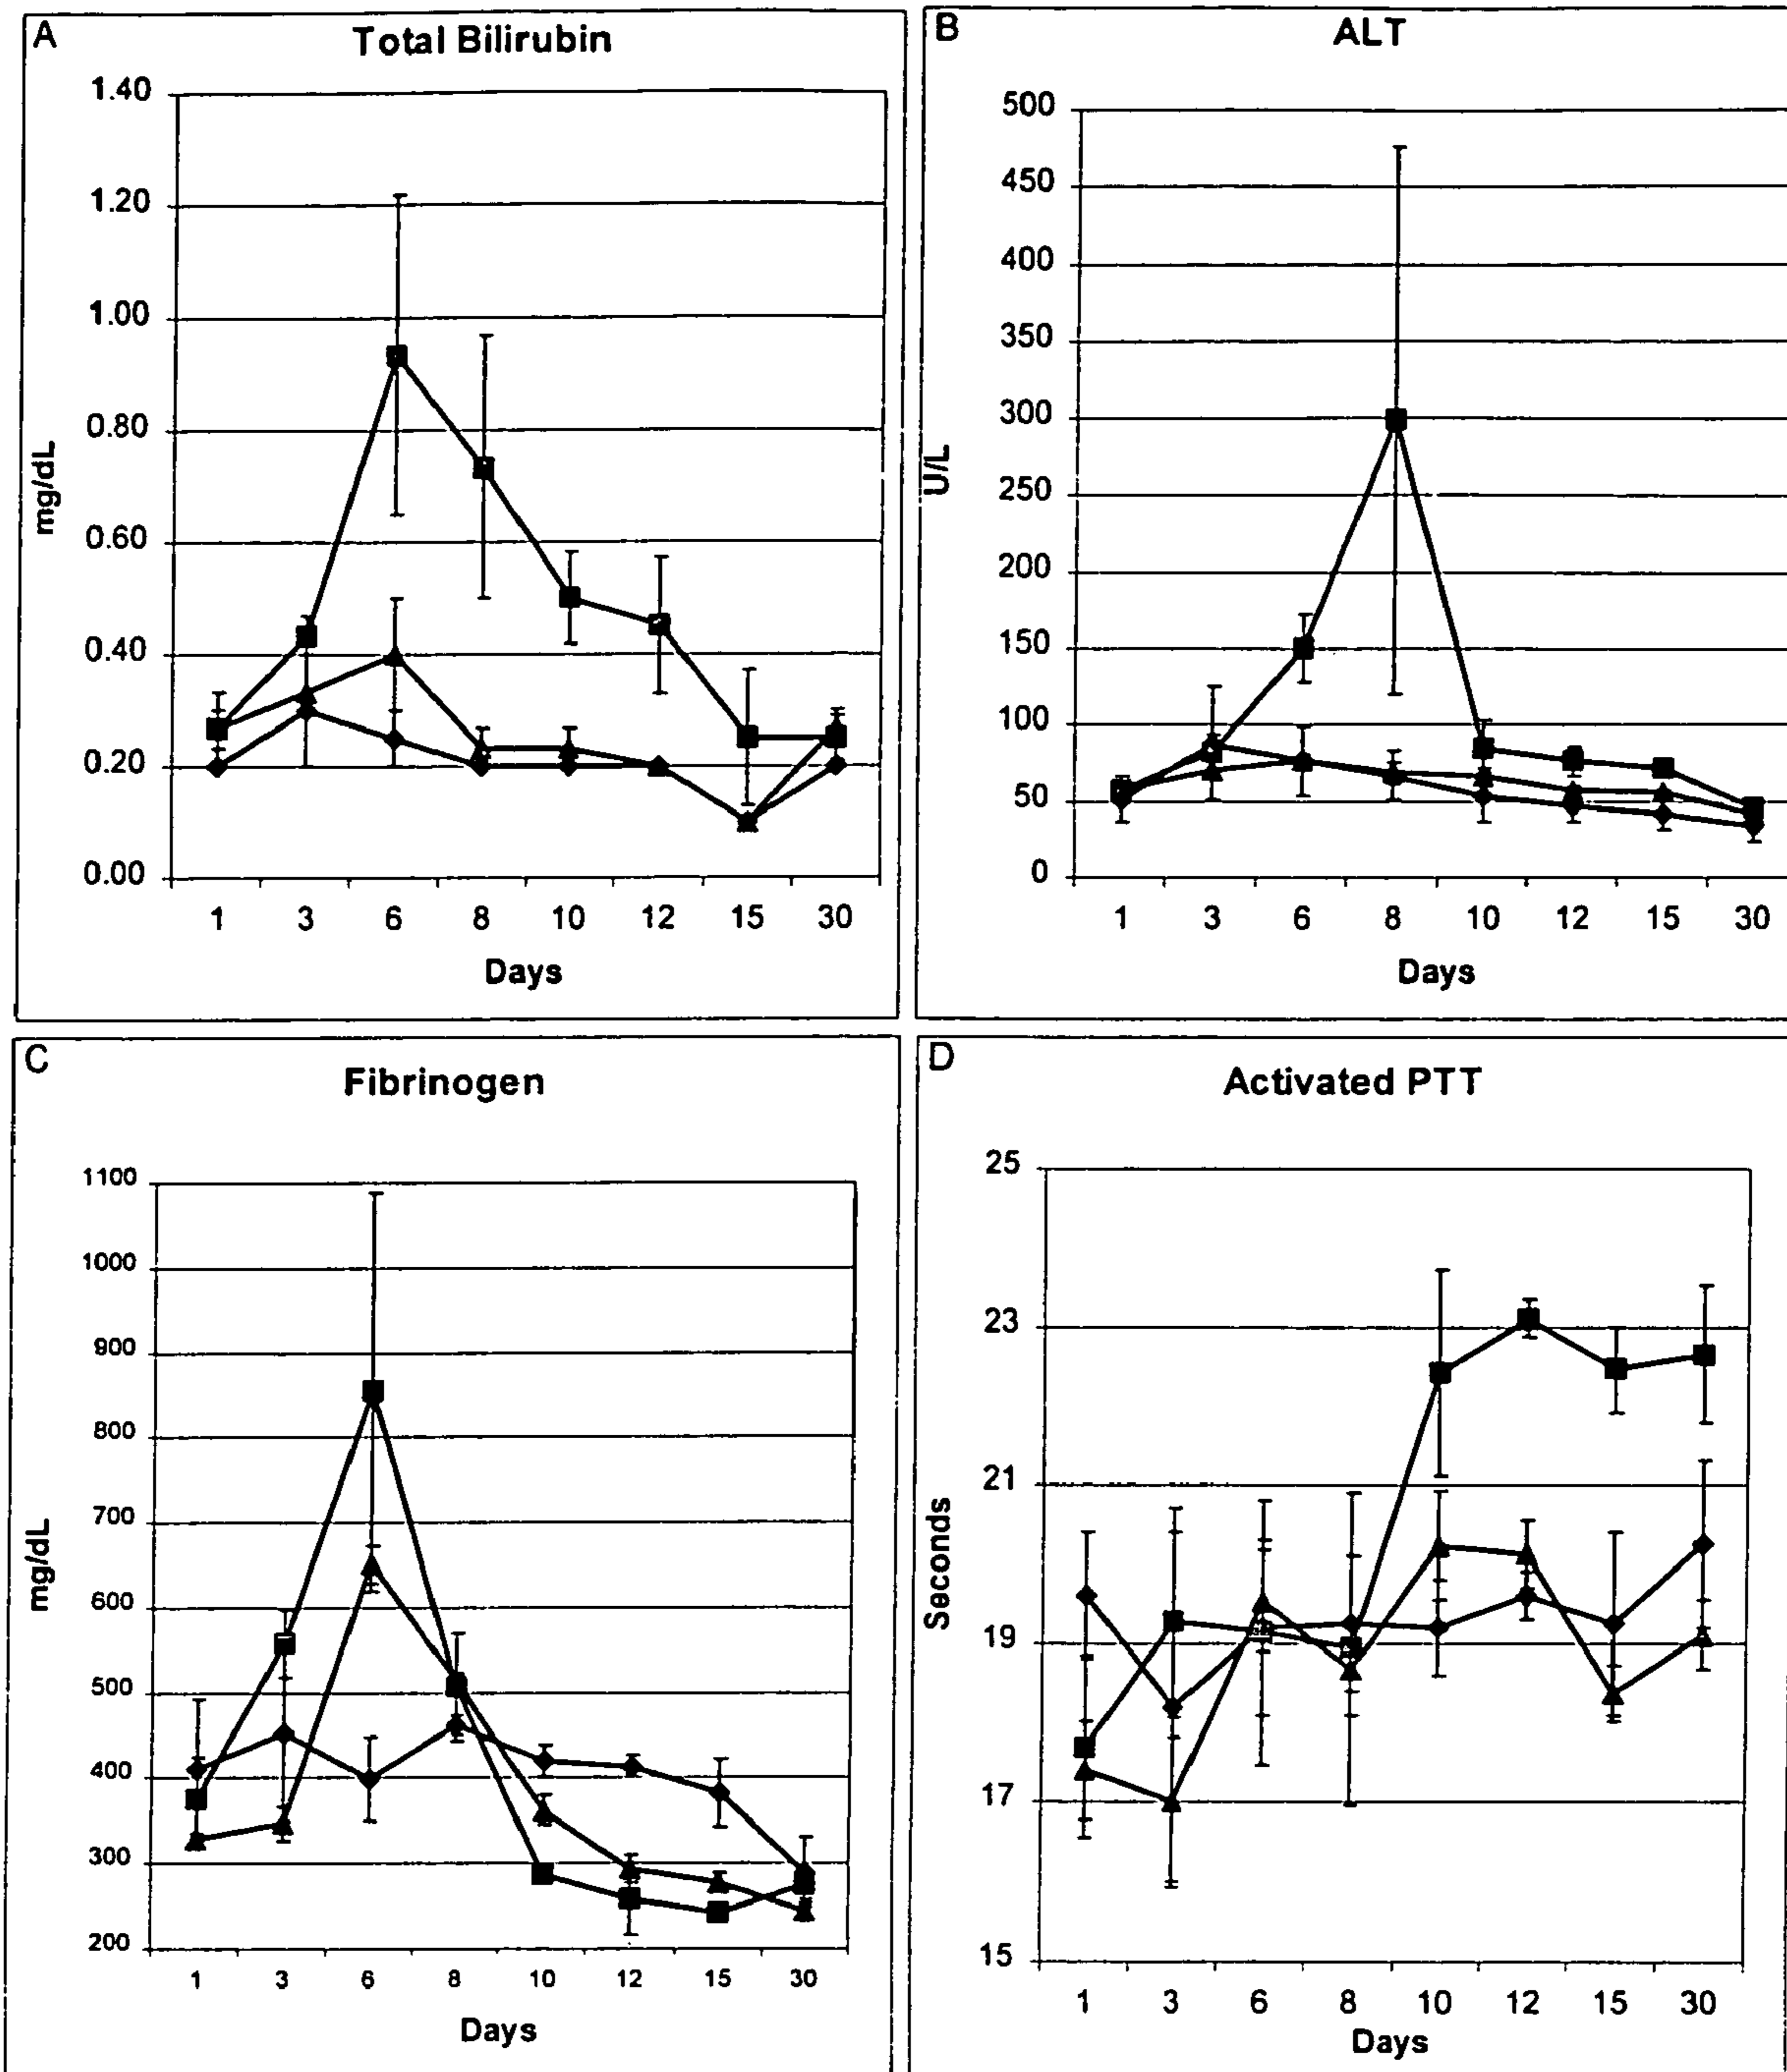 A
Total Bilirubin
1.40
1.20
1.00
0.80
0.60
0.40
0.20
0.00
mg/dL
1 3 6 8 10 12 15 30
Days
B
ALT
500
450
400
350
300
250
200
150
100
50
0
U/L
1 3 6 8 10 12 15 30
Days
C
Fibrinogen
1100
1000
900
800
700
600
500
400
300
200
mg/dL
1 3 6 8 10 12 15 30
Days
D
Activated PTT
25
23
21
19
17
15
Seconds
1 3 6 8 10 12 15 30
Days